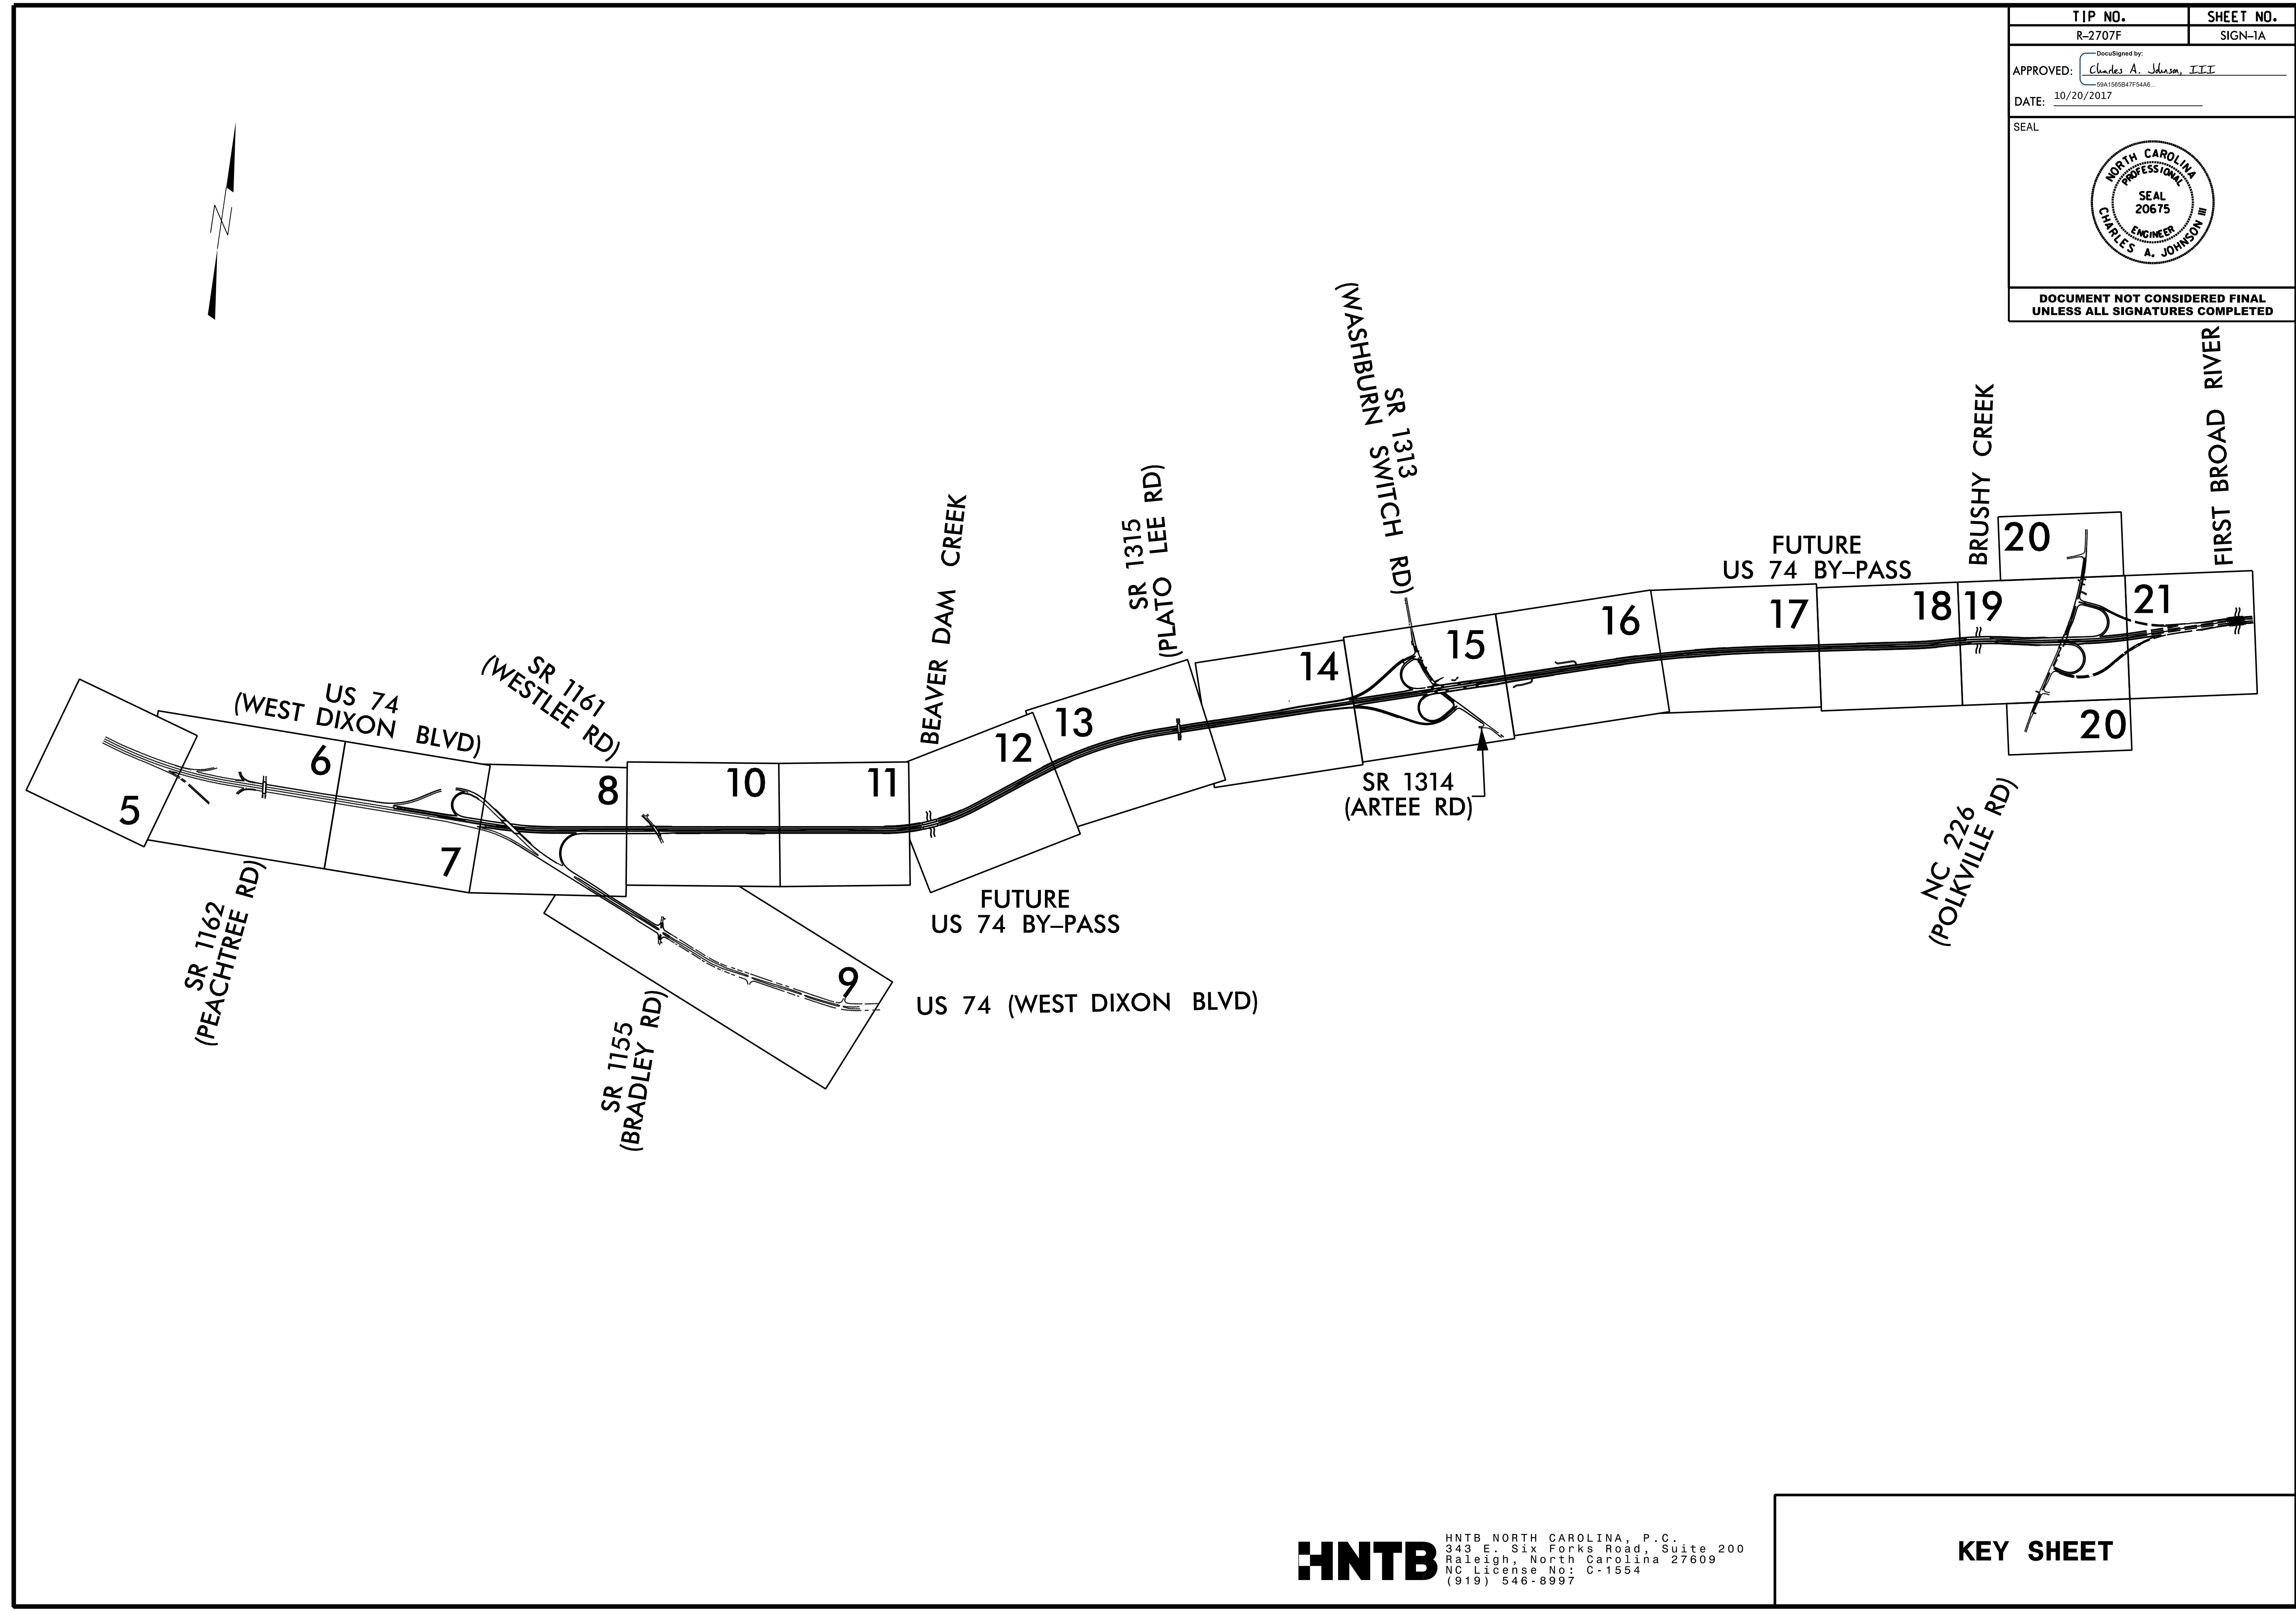 TIP NO.
SHEET NO.
R-2707F
SIGN-1A
DocuSigned by:
APPROVED: Charles A. Johnson, III
59A1565B47F54A6...
DATE: 10/20/2017
SEAL
NORTH CAROLINA
PROFESSIONAL
SEAL
20675
ENGINEER
CHARLES A. JOHNSON III
DOCUMENT NOT CONSIDERED FINAL
UNLESS ALL SIGNATURES COMPLETED
N
5
6
7
8
9
10
11
12
13
14
15
16
17
18
19
20
20
21
US 74
(WEST DIXON BLVD)
SR 1161
(WESTLEE RD)
BEAVER DAM CREEK
SR 1315
(PLATO LEE RD)
SR 1313
(WASHBURN SWITCH RD)
FUTURE
US 74 BY-PASS
BRUSHY CREEK
FIRST BROAD RIVER
SR 1162
(PEACHTREE RD)
SR 1155
(BRADLEY RD)
FUTURE
US 74 BY-PASS
US 74 (WEST DIXON BLVD)
SR 1314
(ARTEE RD)
NC 226
(POLKVILLE RD)
HNTB
HNTB NORTH CAROLINA, P.C.
343 E. Six Forks Road, Suite 200
Raleigh, North Carolina 27609
NC License No: C-1554
(919) 546-8997
KEY SHEET